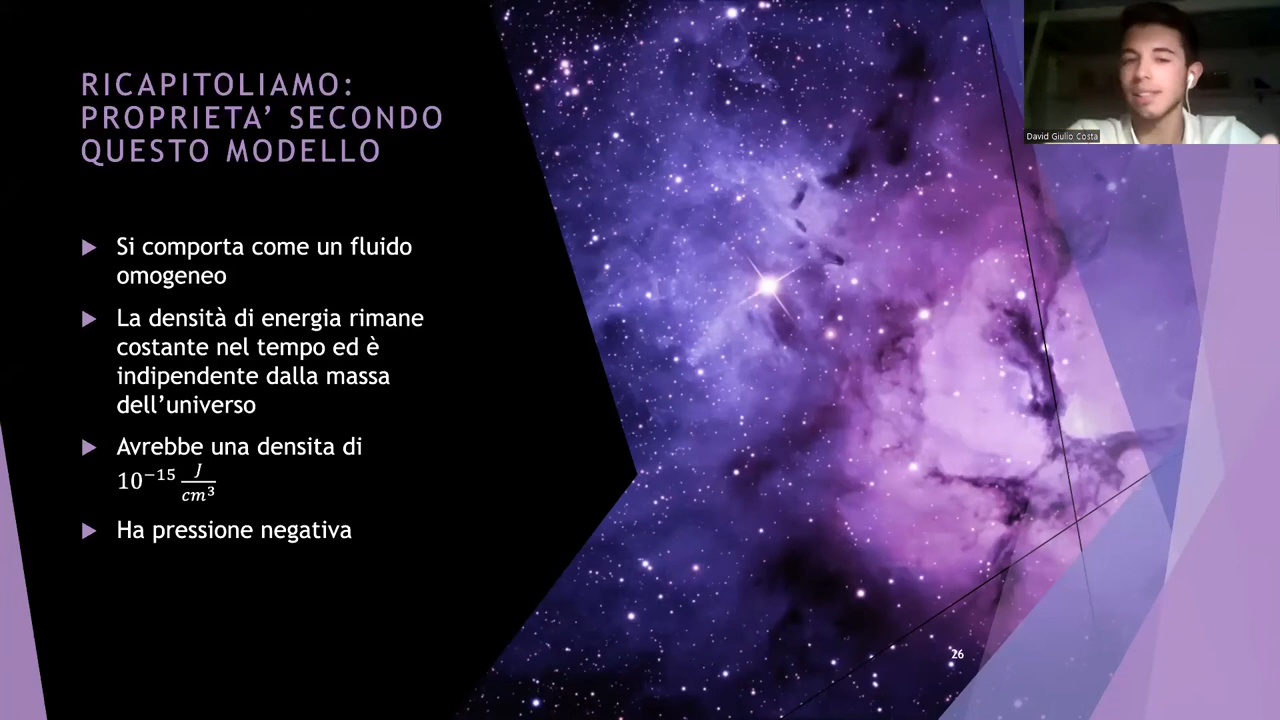 RICAPITOLIAMO:
PROPRIETA’ SECONDO
QUESTO MODELLO
Si comporta come un fluido
omogeneo
La densità di energia rimane
costante nel tempo ed è
indipendente dalla massa
dell’universo
Avrebbe una densita di
10⁻¹⁵ J/cm³
Ha pressione negativa
David Giulio Costa
26